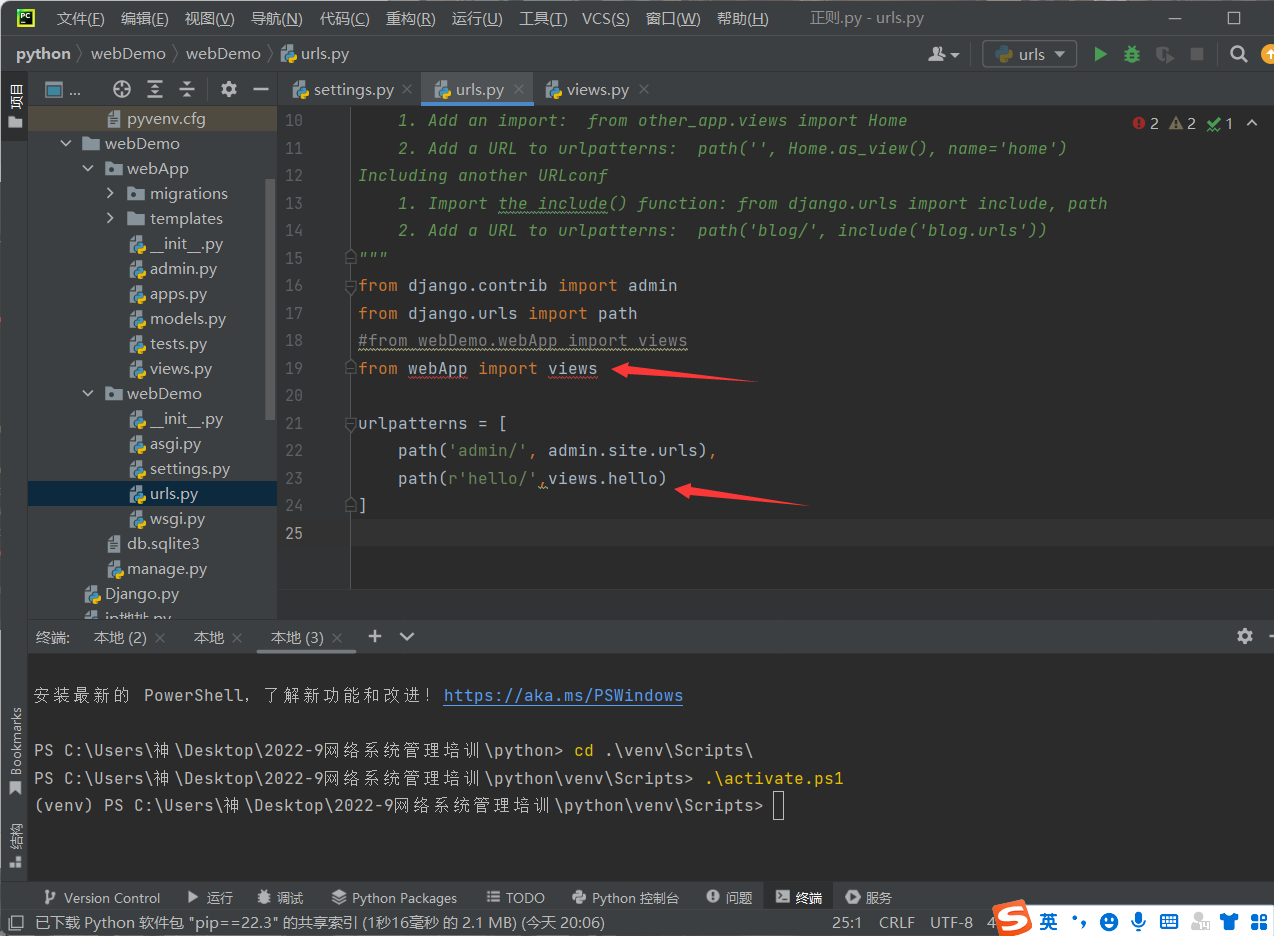 PC 文件(F) 编辑(E) 视图(V) 导航(N) 代码(C) 重构(R) 运行(U) 工具(T) VCS(S) 窗口(W) 帮助(H) 正则.py - urls.py
python webDemo webDemo urls.py urls
项目
... settings.py urls.py views.py
pyvenv.cfg
webDemo
webApp
migrations
templates
__init__.py
admin.py
apps.py
models.py
tests.py
views.py
webDemo
__init__.py
asgi.py
settings.py
urls.py
wsgi.py
db.sqlite3
manage.py
Django.py
ip地址.py
2 2 1
10 1. Add an import: from other_app.views import Home
11 2. Add a URL to urlpatterns: path('', Home.as_view(), name='home')
12 Including another URLconf
13 1. Import the include() function: from django.urls import include, path
14 2. Add a URL to urlpatterns: path('blog/', include('blog.urls'))
15 """
16 from django.contrib import admin
17 from django.urls import path
18 #from webDemo.webApp import views
19 from webApp import views
20
21 urlpatterns = [
22 path('admin/', admin.site.urls),
23 path(r'hello/',views.hello)
24 ]
25
终端: 本地 (2) 本地 本地 (3)
安装最新的 PowerShell，了解新功能和改进！https://aka.ms/PSWindows
PS C:\Users\神\Desktop\2022-9网络系统管理培训\python> cd .\venv\Scripts\
PS C:\Users\神\Desktop\2022-9网络系统管理培训\python\venv\Scripts> .\activate.ps1
(venv) PS C:\Users\神\Desktop\2022-9网络系统管理培训\python\venv\Scripts>
Bookmarks
结构
Version Control 运行 调试 Python Packages TODO Python 控制台 问题 终端 服务
已下载 Python 软件包 "pip==22.3" 的共享索引 (1秒16毫秒 的 2.1 MB) (今天 20:06) 25:1 CRLF UTF-8 4
S 英